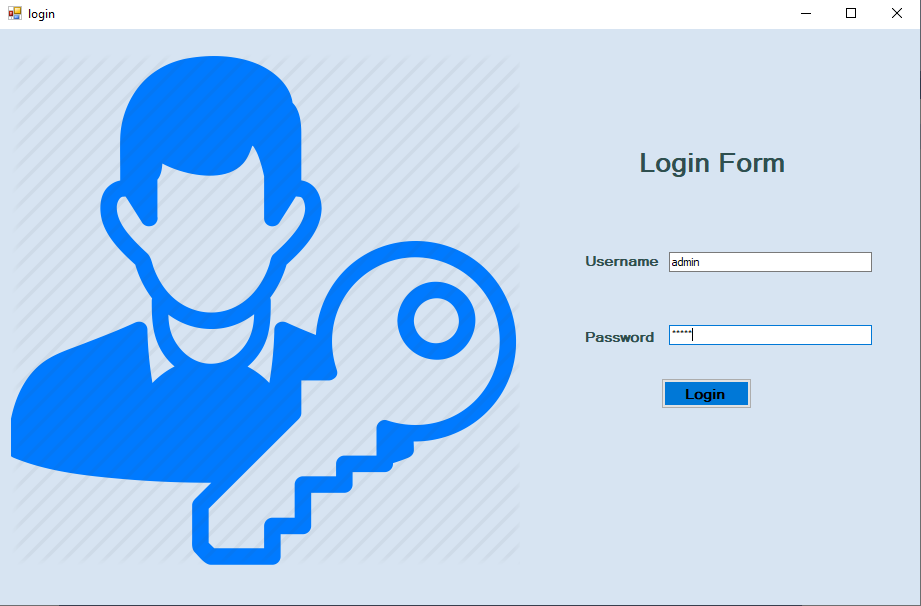 login
Login Form
Username admin
Password *****
Login